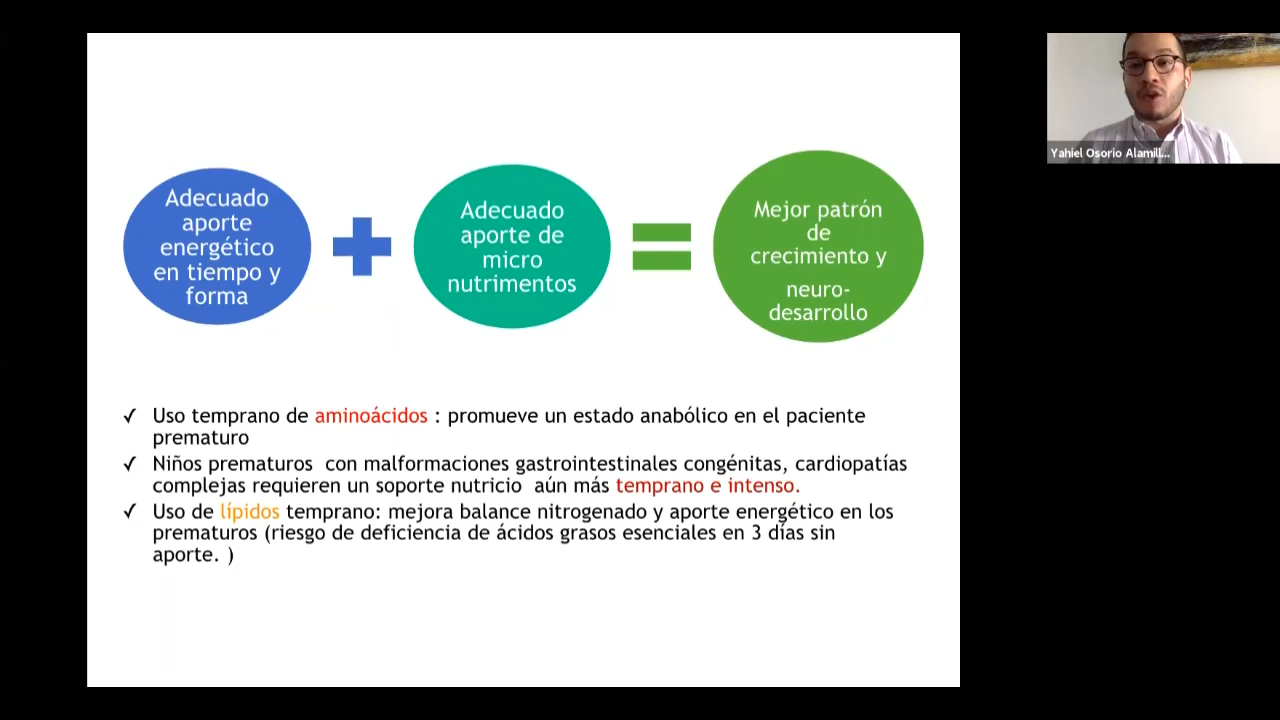 Adecuado
aporte
energético
en tiempo y
forma
Adecuado
aporte de
micro
nutrimentos
Mejor patrón
de
crecimiento y
neuro-
desarrollo
✓ Uso temprano de aminoácidos : promueve un estado anabólico en el paciente
prematuro
✓ Niños prematuros con malformaciones gastrointestinales congénitas, cardiopatías
complejas requieren un soporte nutricio aún más temprano e intenso.
✓ Uso de lípidos temprano: mejora balance nitrogenado y aporte energético en los
prematuros (riesgo de deficiencia de ácidos grasos esenciales en 3 días sin
aporte. )
Yahiel Osorio Alamill...